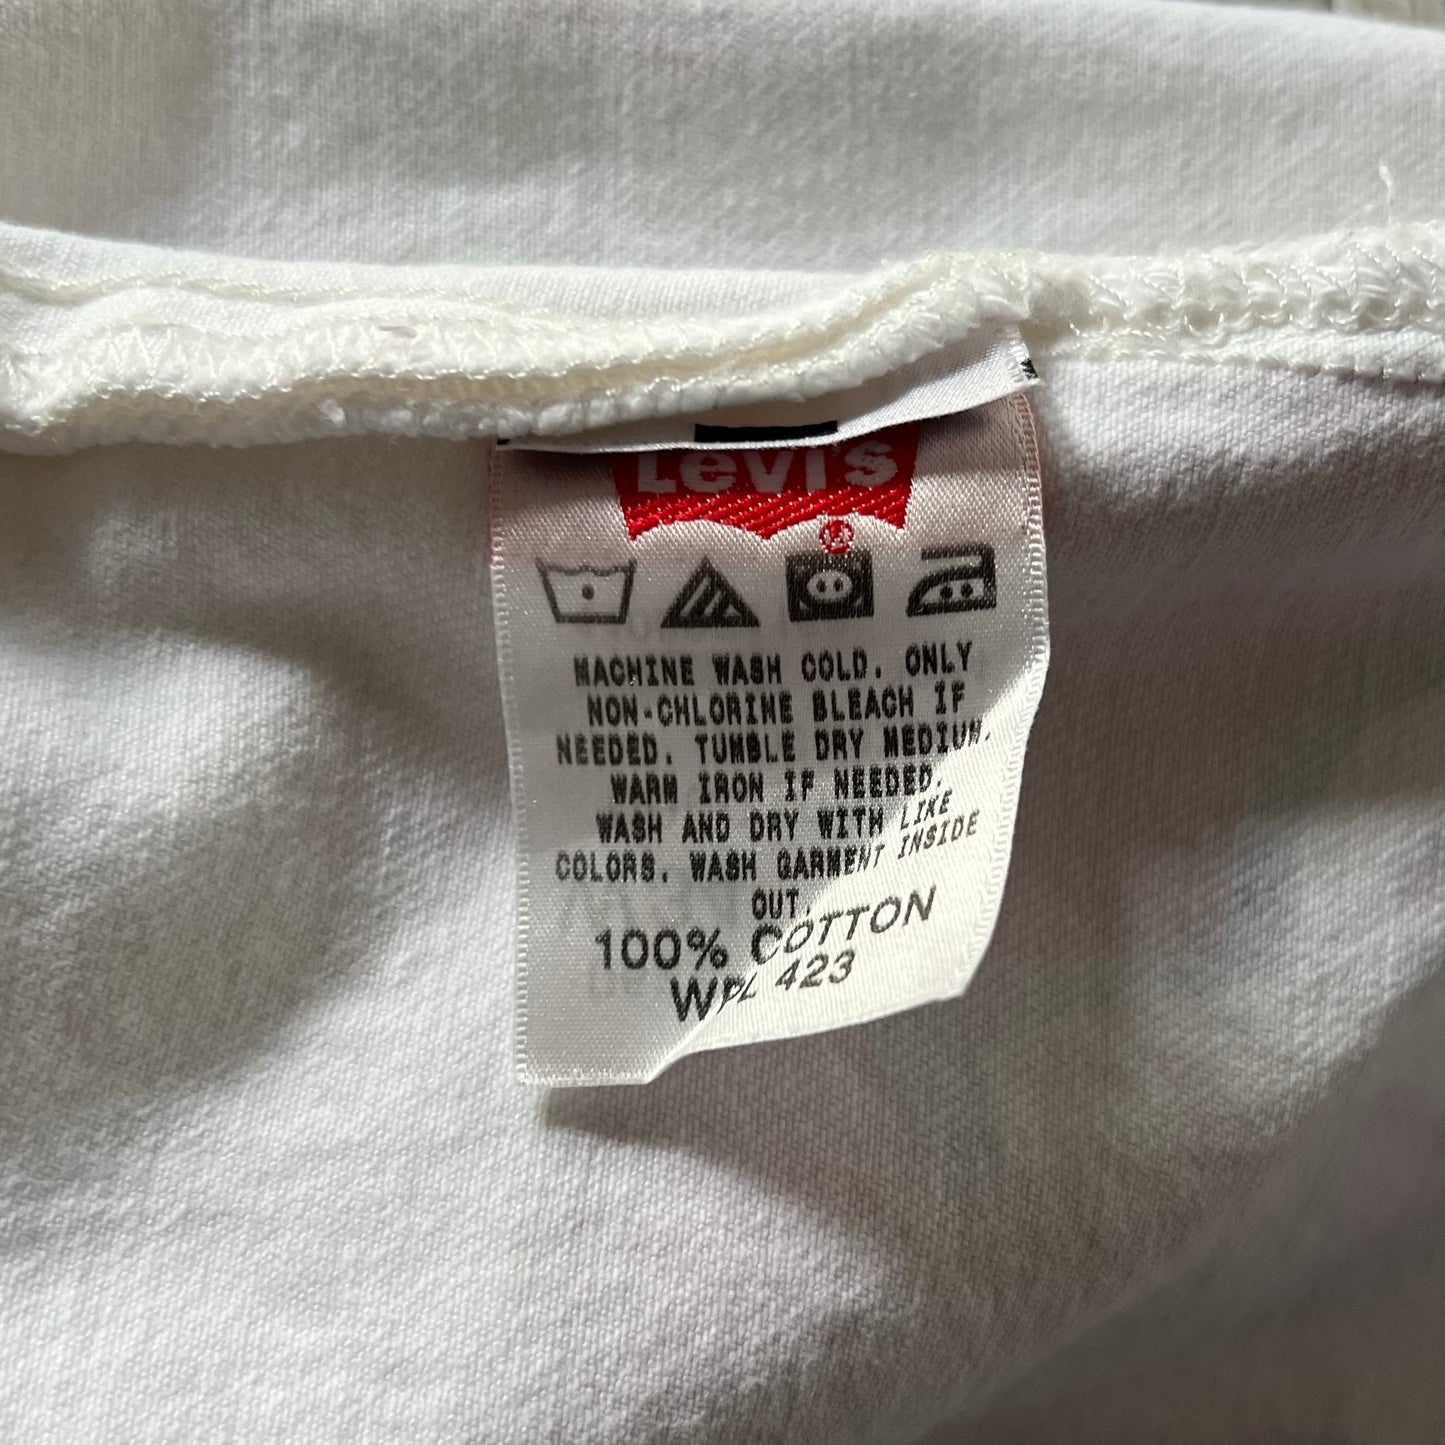 Levi's
®
MACHINE WASH COLD. ONLY
NON-CHLORINE BLEACH IF
NEEDED. TUMBLE DRY MEDIUM.
WARM IRON IF NEEDED.
WASH AND DRY WITH LIKE
COLORS. WASH GARMENT INSIDE
OUT.
100% COTTON
WPL 423